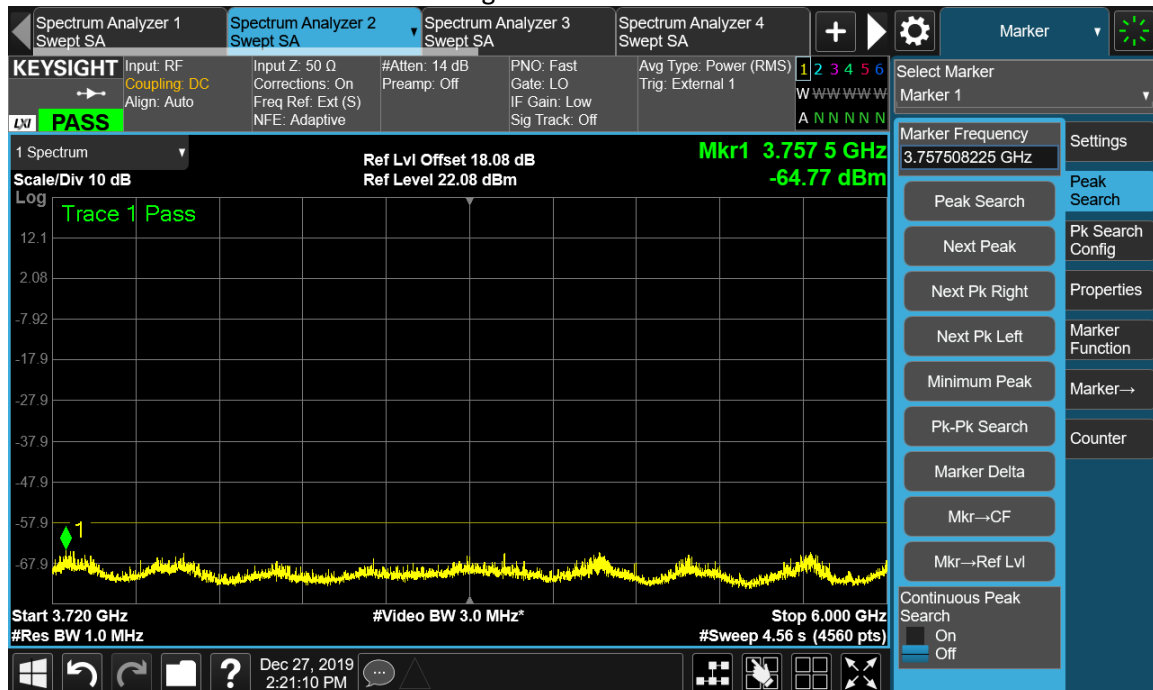 Spectrum Analyzer 1
Swept SA
Spectrum Analyzer 2
Swept SA
Spectrum Analyzer 3
Swept SA
Spectrum Analyzer 4
Swept SA
+
Marker
KEYSIGHT
LXI PASS
Input: RF
Coupling: DC
Align: Auto
Input Z: 50 Ω
Corrections: On
Freq Ref: Ext (S)
NFE: Adaptive
#Atten: 14 dB
Preamp: Off
PNO: Fast
Gate: LO
IF Gain: Low
Sig Track: Off
Avg Type: Power (RMS)
Trig: External 1
1 2 3 4 5 6
W W W W W W
A N N N N N
Select Marker
Marker 1
1 Spectrum
Scale/Div 10 dB
Log
Ref Lvl Offset 18.08 dB
Ref Level 22.08 dBm
Mkr1 3.757 5 GHz
-64.77 dBm
Trace 1 Pass
12.1
2.08
-7.92
-17.9
-27.9
-37.9
-47.9
-57.9
-67.9
1
Start 3.720 GHz
#Res BW 1.0 MHz
#Video BW 3.0 MHz*
Stop 6.000 GHz
#Sweep 4.56 s (4560 pts)
Marker Frequency
3.757508225 GHz
Peak Search
Next Peak
Next Pk Right
Next Pk Left
Minimum Peak
Pk-Pk Search
Marker Delta
Mkr→CF
Mkr→Ref Lvl
Continuous Peak
Search
On
Off
Settings
Peak
Search
Pk Search
Config
Properties
Marker
Function
Marker→
Counter
?
Dec 27, 2019
2:21:10 PM